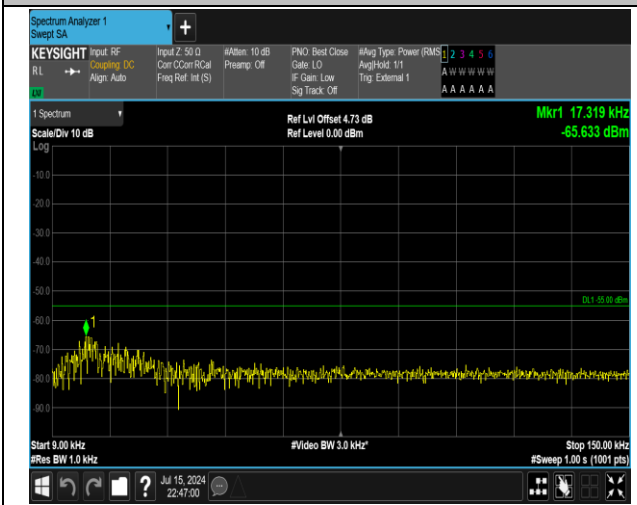 Spectrum Analyzer 1
Swept SA
+
KEYSIGHT Input: RF Input Z: 50 Ω #Atten: 10 dB PNO: Best Close #Avg Type: Power (RMS 1 2 3 4 5 6
RL Coupling: DC Corr CCorr RCal Preamp: Off Gate: LO Avg|Hold: 1/1 A W W W W W
Align: Auto Freq Ref: Int (S) IF Gain: Low Trig: External 1
Sig Track: Off A A A A A A
1 Spectrum Ref Lvl Offset 4.73 dB Mkr1 17.319 kHz
Scale/Div 10 dB Ref Level 0.00 dBm -65.633 dBm
Log
-10.0
-20.0
-30.0
-40.0
-50.0
DL1 -55.00 dBm
-60.0
1
-70.0
-80.0
-90.0
Start 9.00 kHz #Video BW 3.0 kHz* Stop 150.00 kHz
#Res BW 1.0 kHz #Sweep 1.00 s (1001 pts)
? Jul 15, 2024
22:47:00